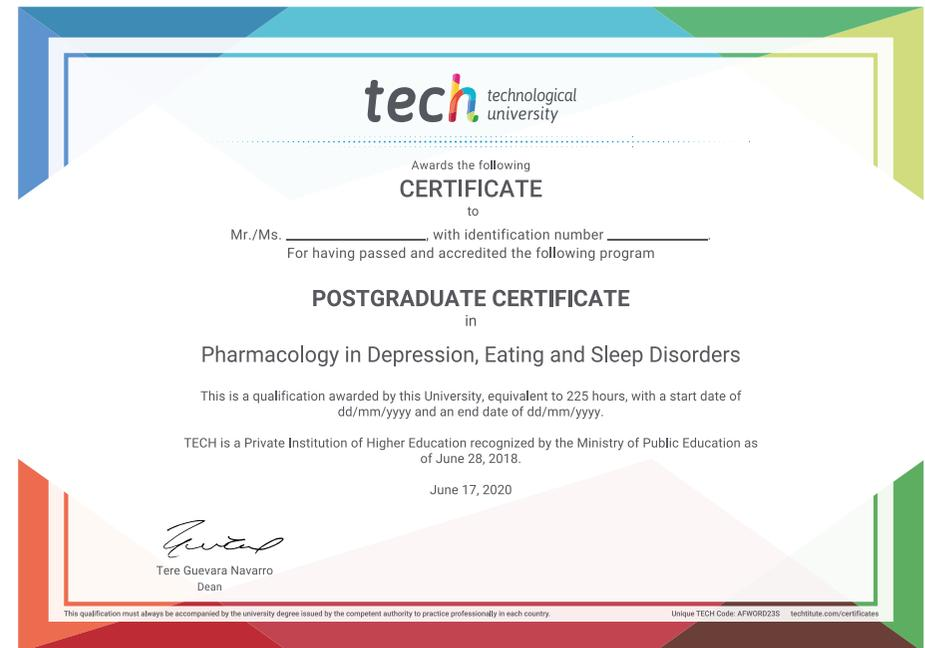 tech technological
university
Awards the following
CERTIFICATE
to
Mr./Ms. ____________, with identification number ____________.
For having passed and accredited the following program
POSTGRADUATE CERTIFICATE
in
Pharmacology in Depression, Eating and Sleep Disorders
This is a qualification awarded by this University, equivalent to 225 hours, with a start date of
dd/mm/yyyy and an end date of dd/mm/yyyy.
TECH is a Private Institution of Higher Education recognized by the Ministry of Public Education as
of June 28, 2018.
June 17, 2020
Tere Guevara Navarro
Dean
This qualification must always be accompanied by the university degree issued by the competent authority to practice professionally in each country.
Unique TECH Code: AFWORD23S techtitute.com/certificates